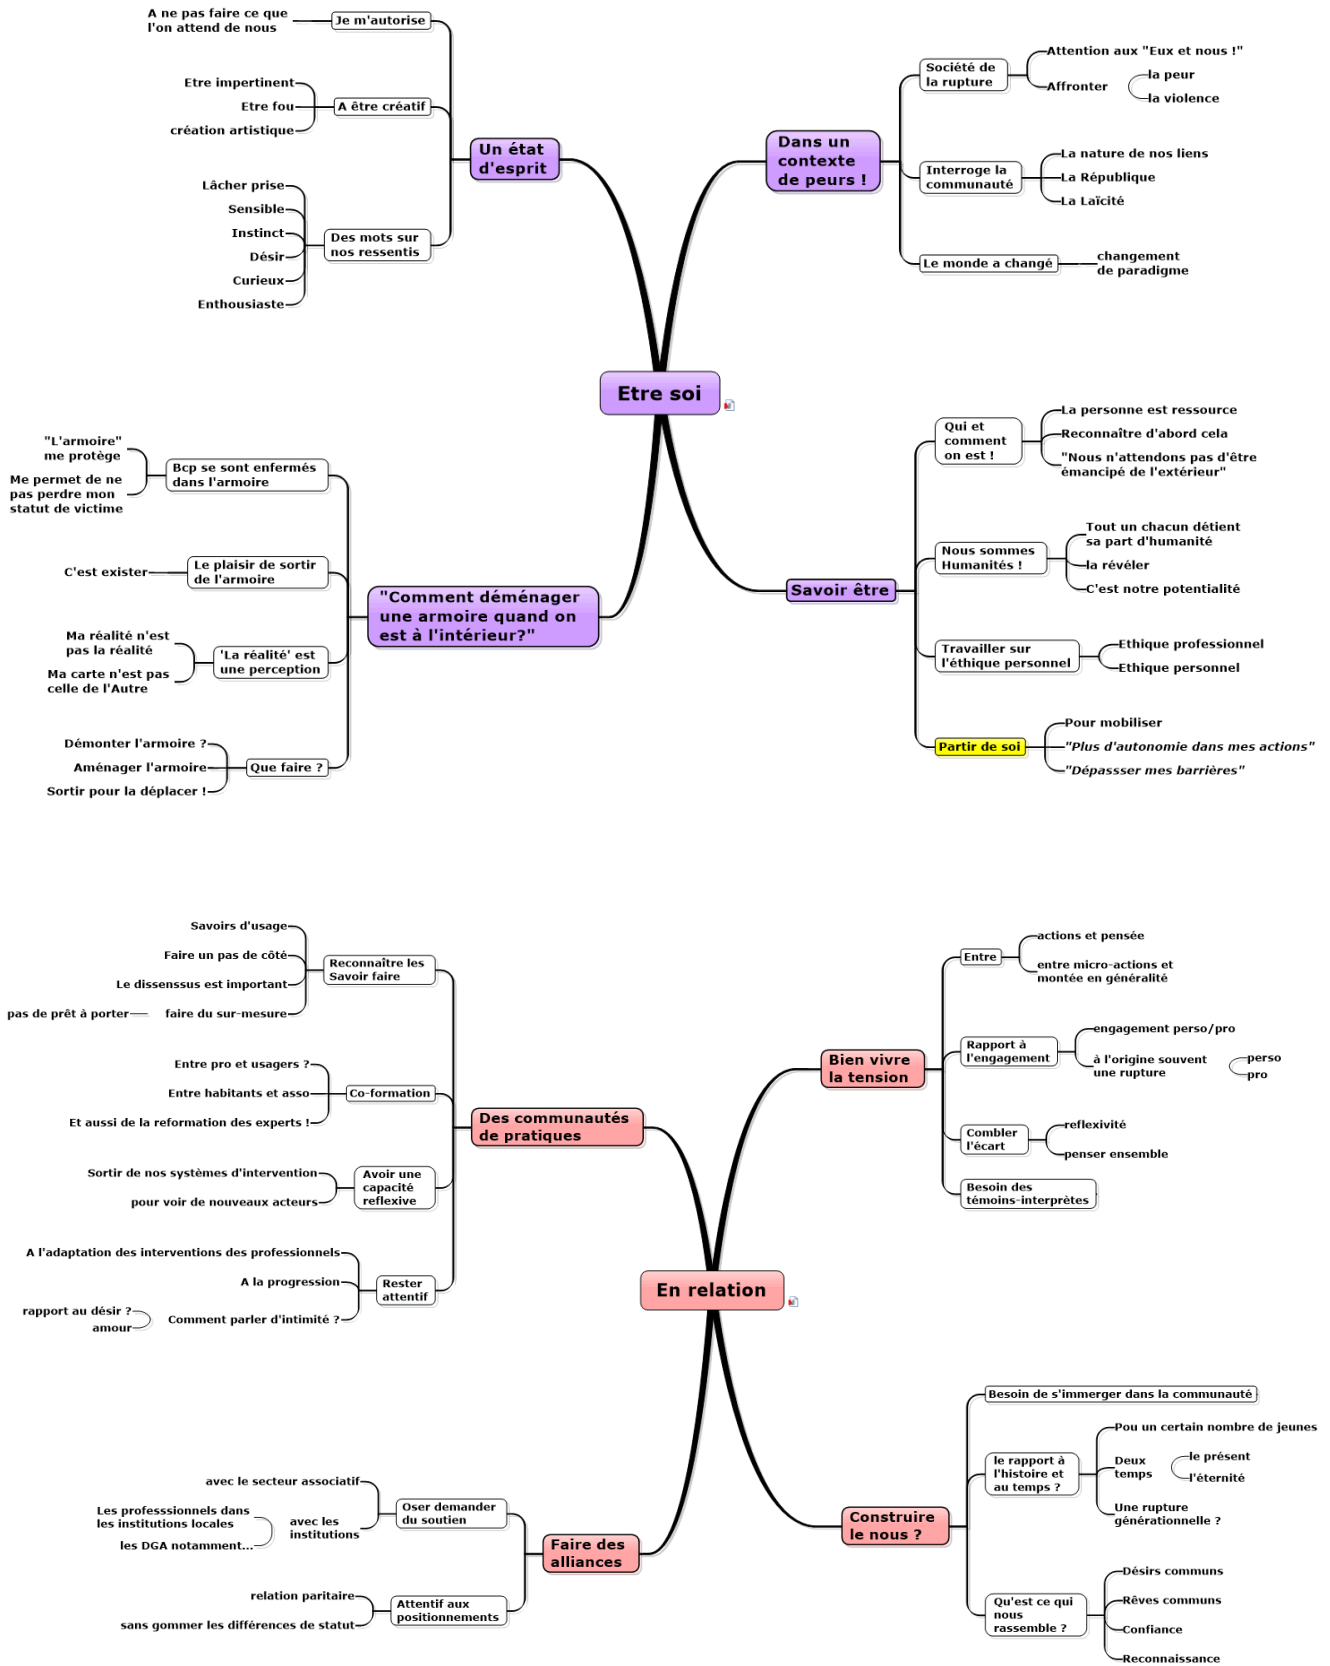 Etre soi
Un état
d'esprit
Je m'autorise
A ne pas faire ce que
l'on attend de nous
A être créatif
Etre impertinent
Etre fou
création artistique
Des mots sur
nos ressentis
Lâcher prise
Sensible
Instinct
Désir
Curieux
Enthousiaste
Dans un
contexte
de peurs !
Société de
la rupture
Attention aux "Eux et nous !"
Affronter
la peur
la violence
Interroge la
communauté
La nature de nos liens
La République
La Laïcité
Le monde a changé
changement
de paradigme
"Comment déménager
une armoire quand on
est à l'intérieur?"
Bcp se sont enfermés
dans l'armoire
"L'armoire"
me protège
Me permet de ne
pas perdre mon
statut de victime
Le plaisir de sortir
de l'armoire
C'est exister
'La réalité' est
une perception
Ma réalité n'est
pas la réalité
Ma carte n'est pas
celle de l'Autre
Que faire ?
Démonter l'armoire ?
Aménager l'armoire
Sortir pour la déplacer !
Savoir être
Qui et
comment
on est !
La personne est ressource
Reconnaître d'abord cela
"Nous n'attendons pas d'être
émancipé de l'extérieur"
Nous sommes
Humanités !
Tout un chacun détient
sa part d'humanité
la révéler
C'est notre potentialité
Travailler sur
l'éthique personnel
Ethique professionnel
Ethique personnel
Partir de soi
Pour mobiliser
"Plus d'autonomie dans mes actions"
"Dépassser mes barrières"
En relation
Des communautés
de pratiques
Reconnaître les
Savoir faire
Savoirs d'usage
Faire un pas de côté
Le dissenssus est important
faire du sur-mesure
pas de prêt à porter
Co-formation
Entre pro et usagers ?
Entre habitants et asso
Et aussi de la reformation des experts !
Avoir une
capacité
reflexive
Sortir de nos systèmes d'intervention
pour voir de nouveaux acteurs
Rester
attentif
A l'adaptation des interventions des professionnels
A la progression
Comment parler d'intimité ?
rapport au désir ?
amour
Bien vivre
la tension
Entre
actions et pensée
entre micro-actions et
montée en généralité
Rapport à
l'engagement
engagement perso/pro
à l'origine souvent
une rupture
perso
pro
Combler
l'écart
reflexivité
penser ensemble
Besoin des
témoins-interprètes
Faire des
alliances
Oser demander
du soutien
avec le secteur associatif
avec les
institutions
Les professsionnels dans
les institutions locales
les DGA notamment...
Attentif aux
positionnements
relation paritaire
sans gommer les différences de statut
Construire
le nous ?
Besoin de s'immerger dans la communauté
le rapport à
l'histoire et
au temps ?
Pou un certain nombre de jeunes
Deux
temps
le présent
l'éternité
Une rupture
générationnelle ?
Qu'est ce qui
nous
rassemble ?
Désirs communs
Rêves communs
Confiance
Reconnaissance